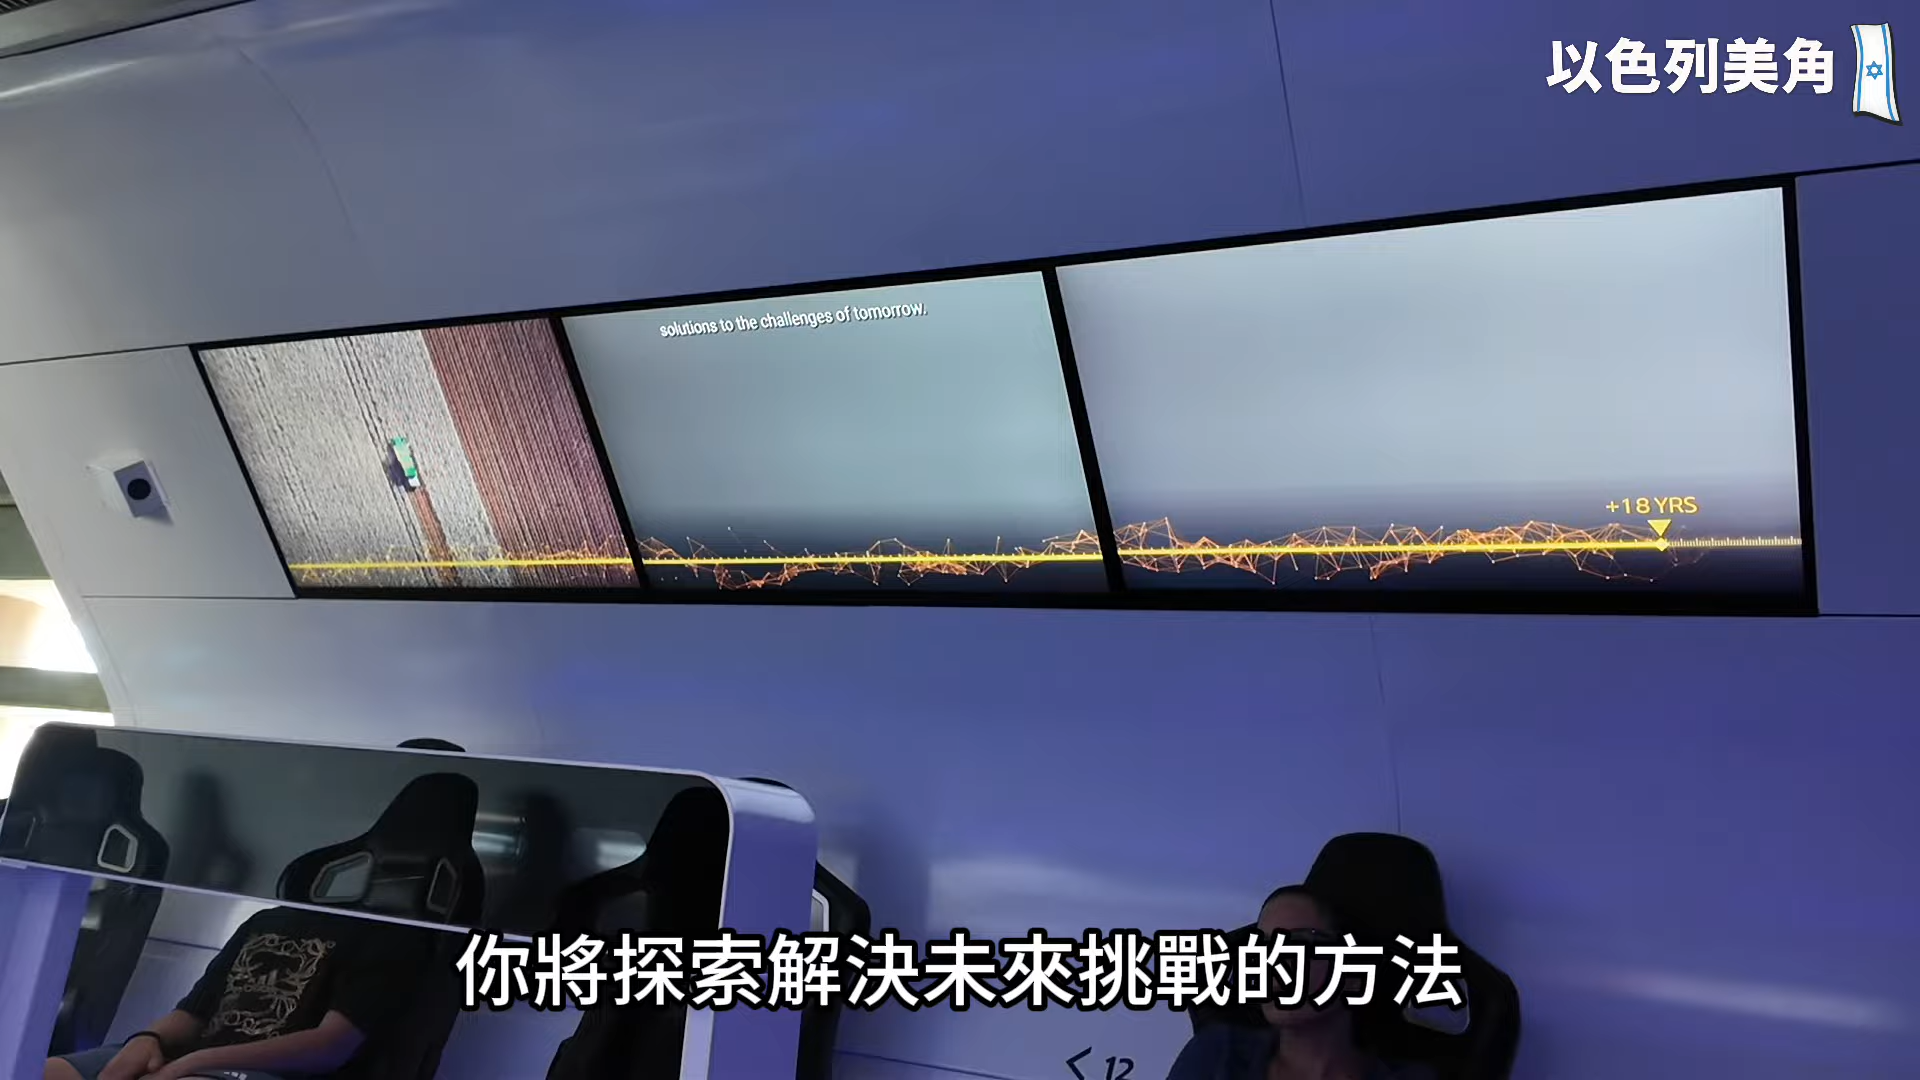 以色列美角
solutions to the challenges of tomorrow.
+18 YRS
你將探索解決未來挑戰的方法
< 12